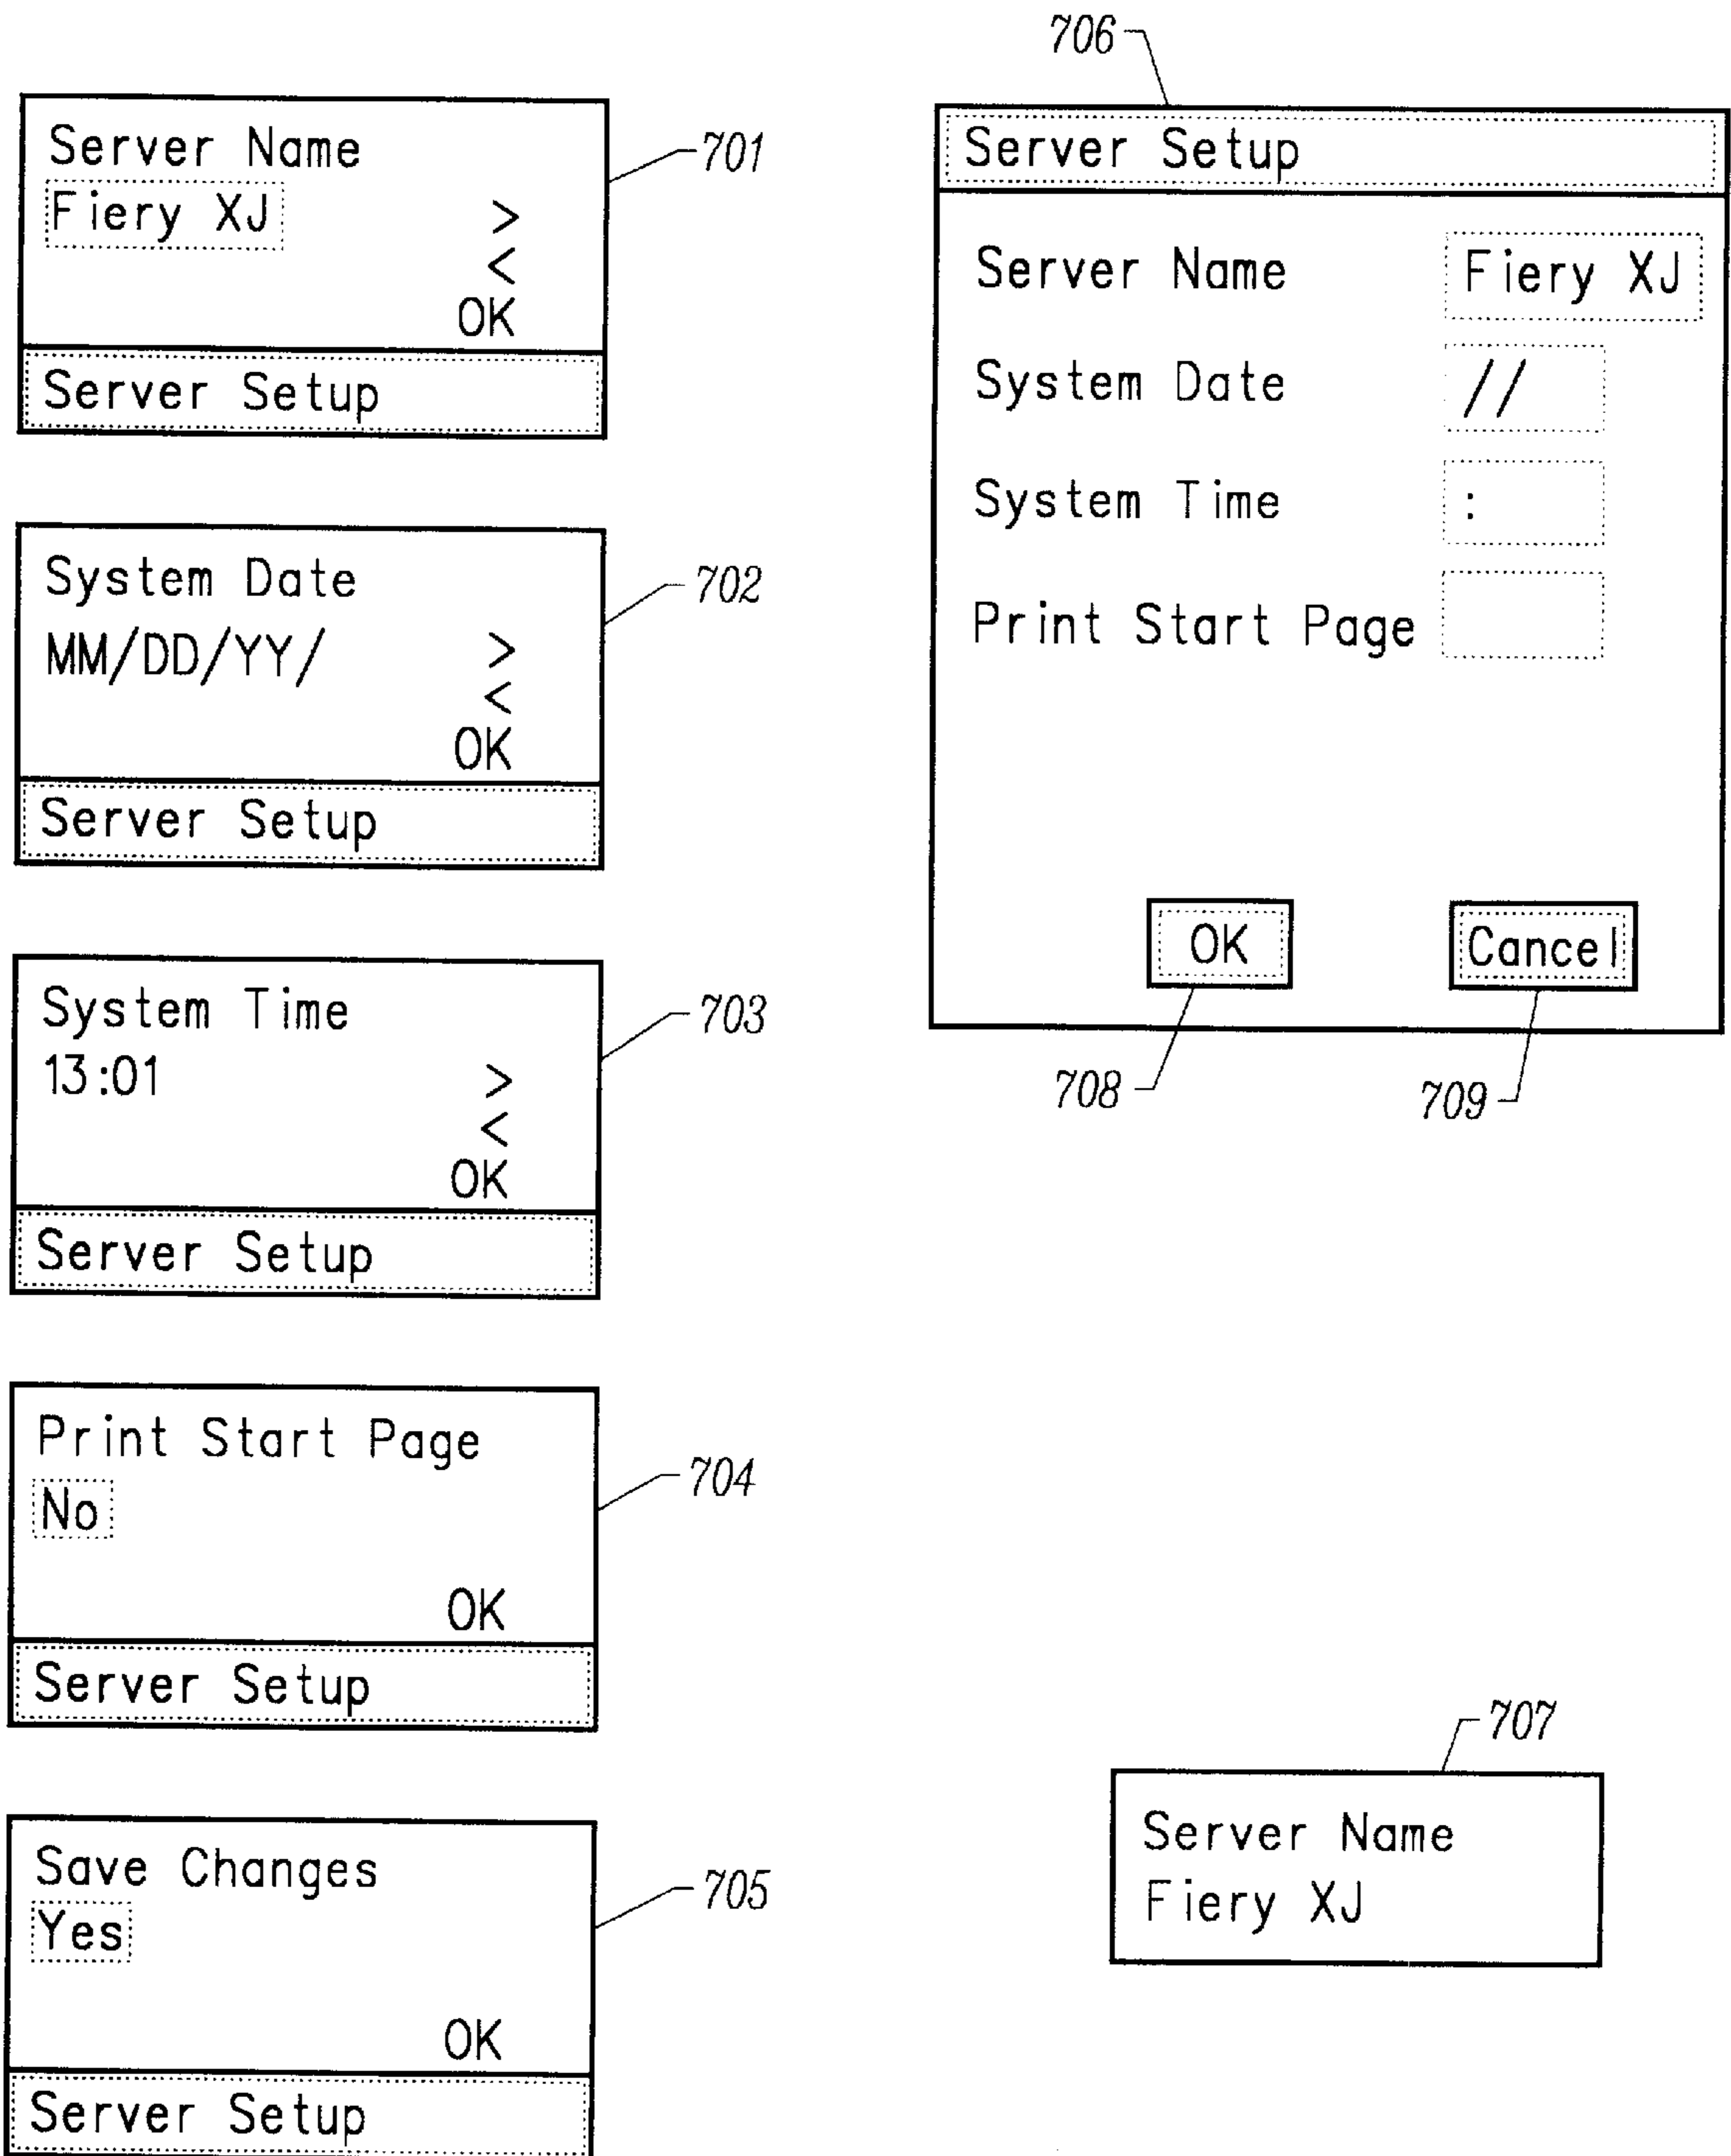 Server Name
Fiery XJ
>
<
OK
Server Setup
701
System Date
MM/DD/YY/ >
<
OK
Server Setup
702
System Time
13:01 >
<
OK
Server Setup
703
Print Start Page
No
OK
Server Setup
704
Save Changes
Yes
OK
Server Setup
705
706
Server Setup
Server Name Fiery XJ
System Date //
System Time :
Print Start Page
OK Cancel
708 709
707
Server Name
Fiery XJ